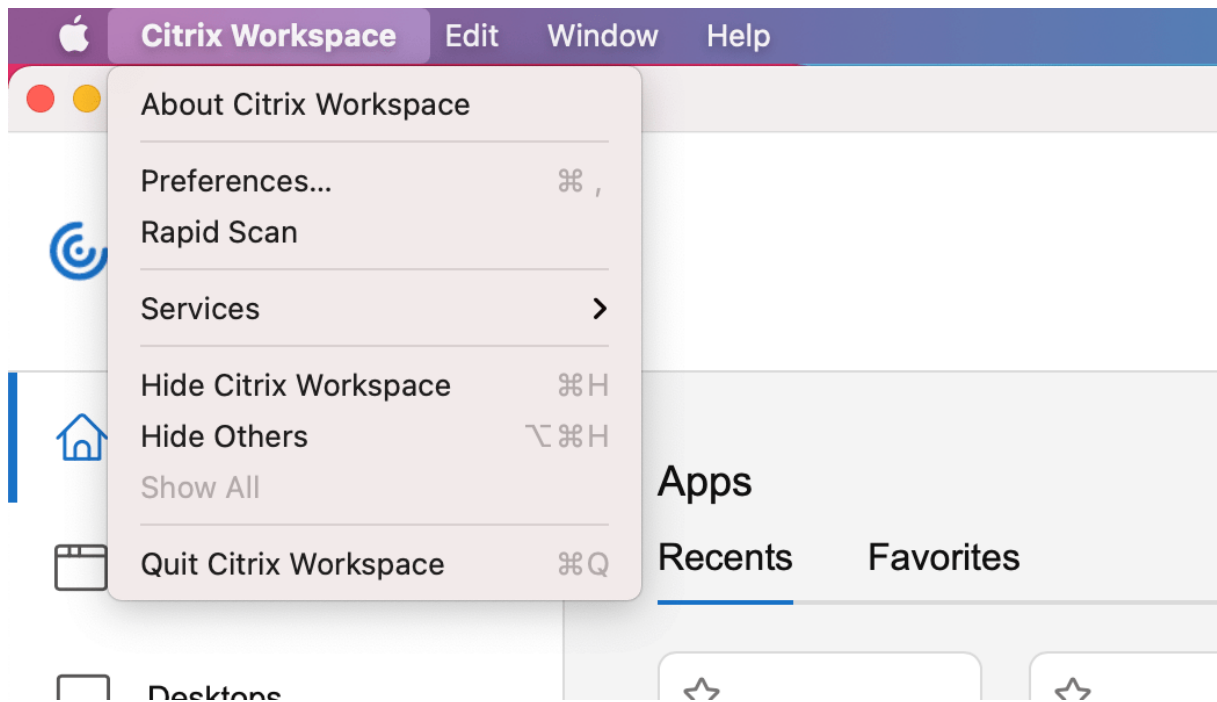 Citrix Workspace Edit Window Help
About Citrix Workspace
Preferences... ⌘ ,
Rapid Scan
Services
Hide Citrix Workspace ⌘H
Hide Others ⌥⌘H
Show All
Quit Citrix Workspace ⌘Q
Apps
Recents Favorites
Desktops